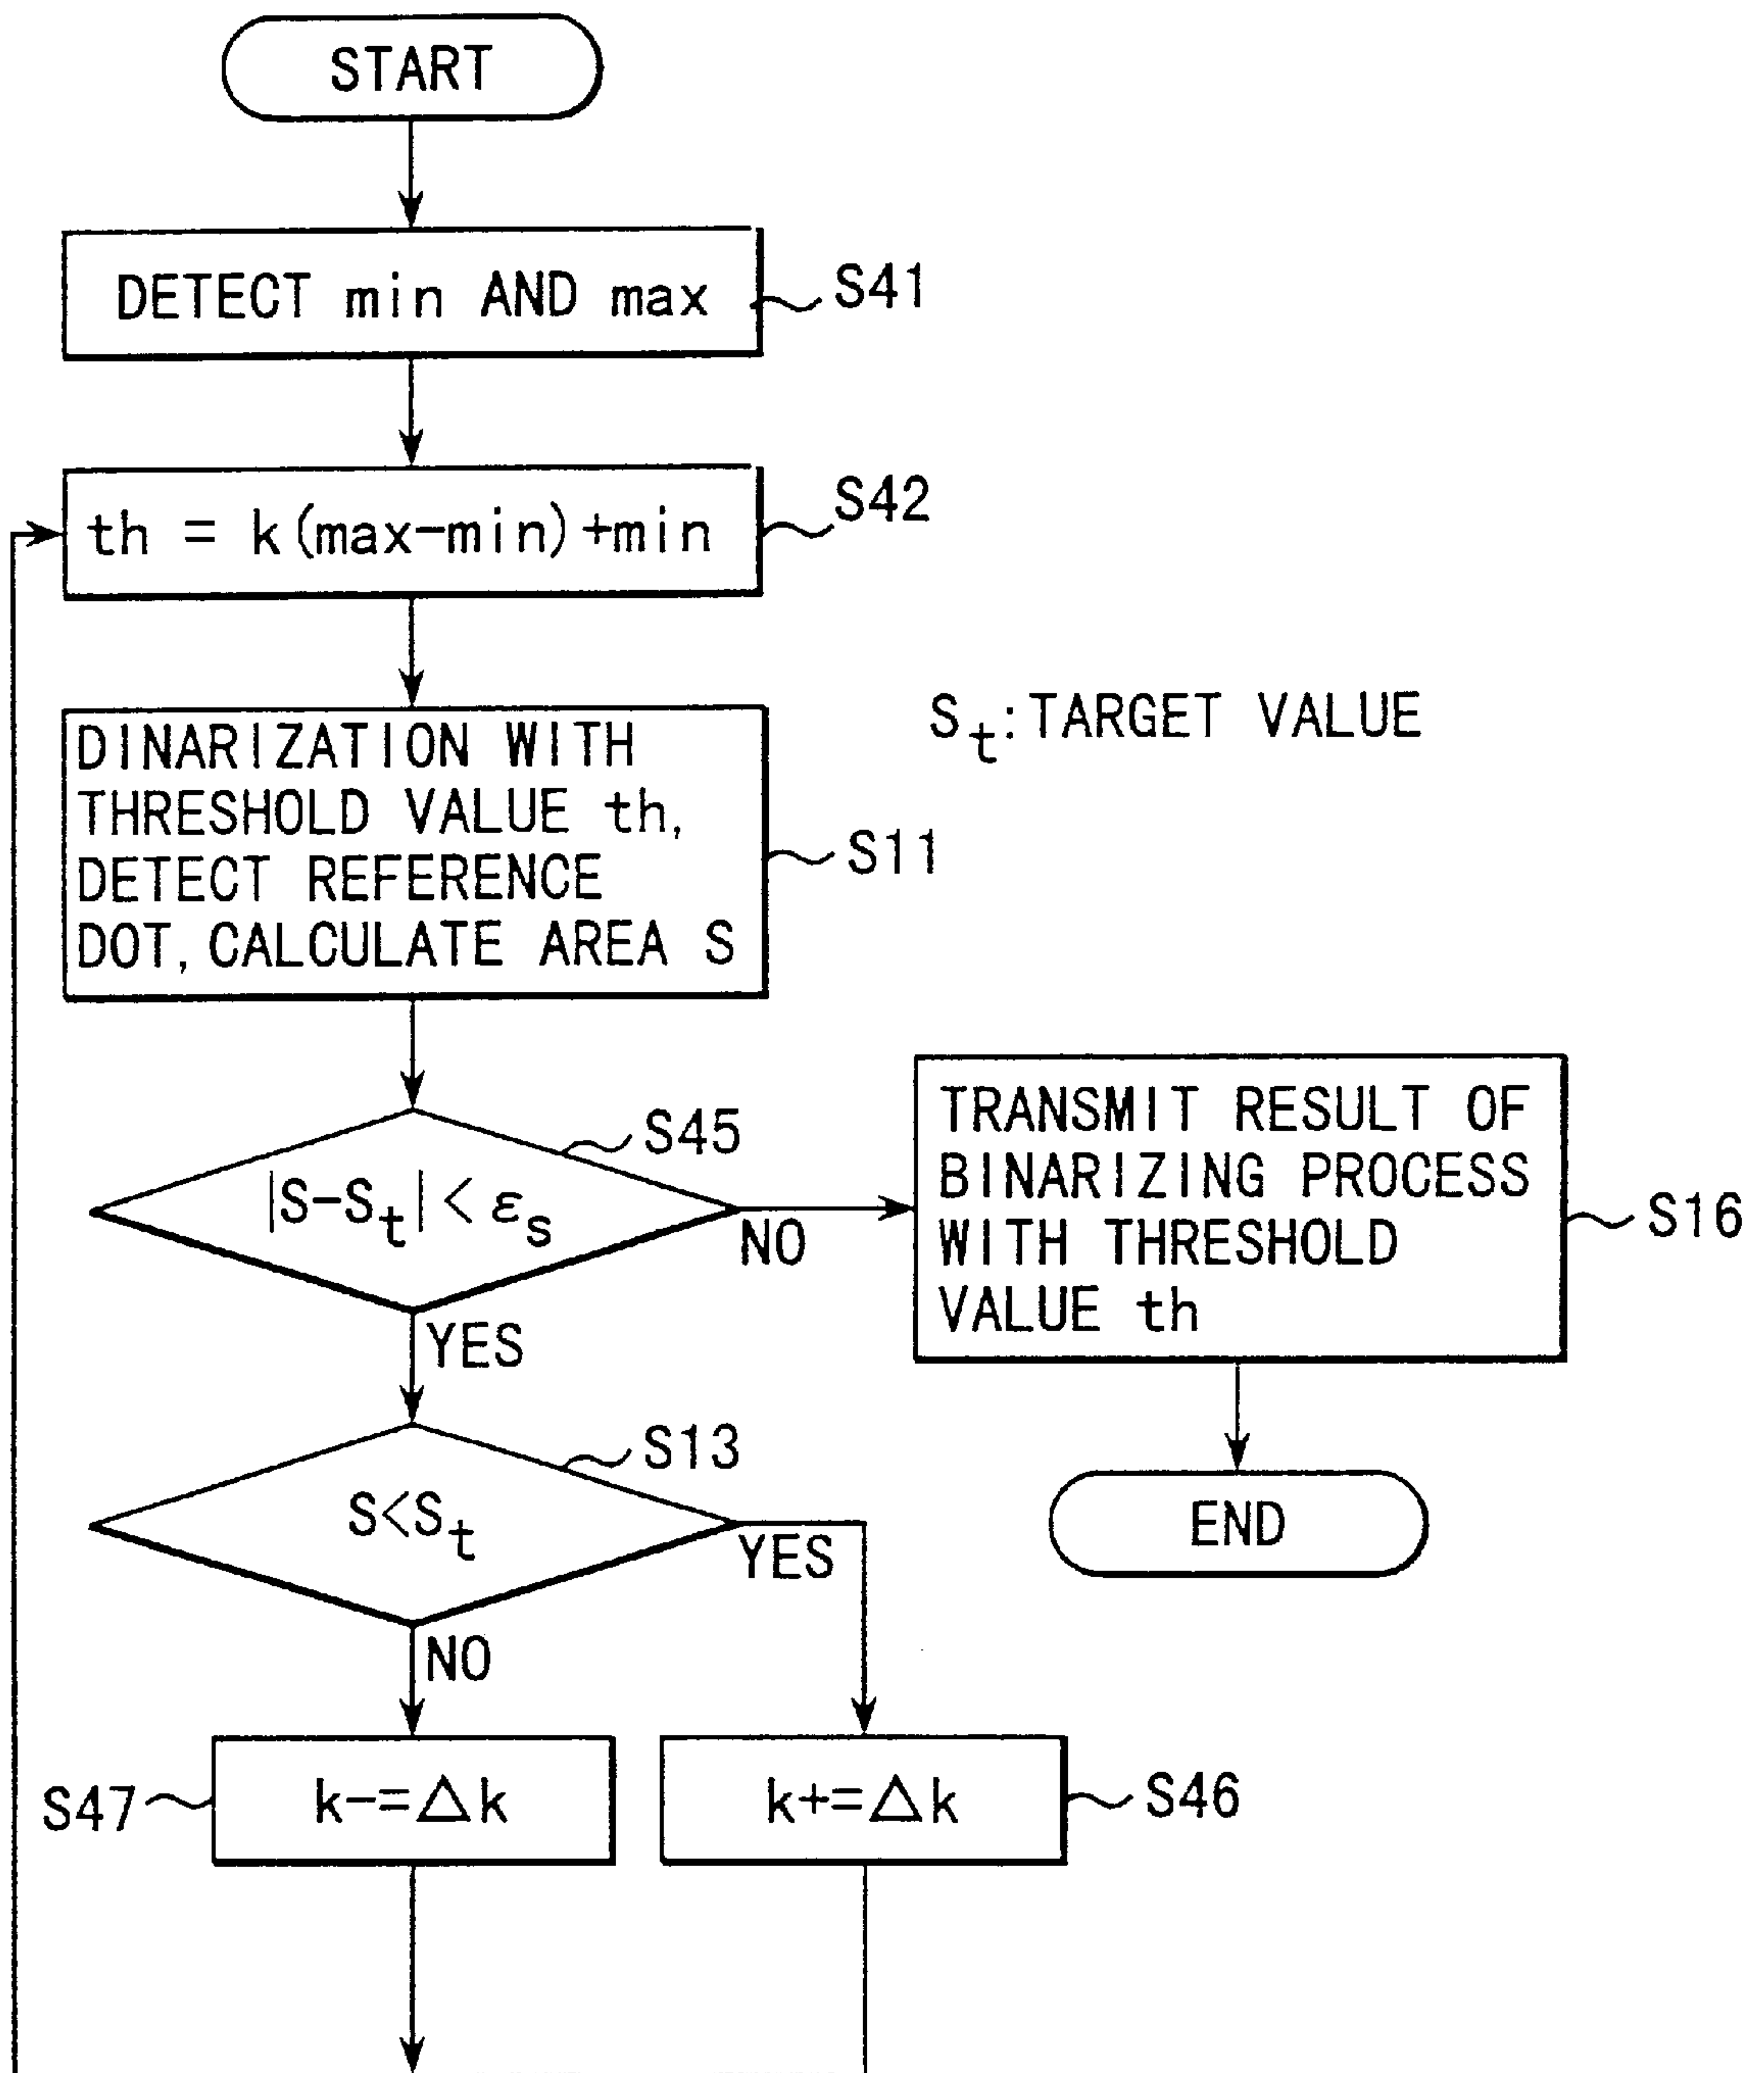 START
DETECT min AND max
S41
th = k(max-min)+min
S42
DINARIZATION WITH
THRESHOLD VALUE th,
DETECT REFERENCE
DOT, CALCULATE AREA S
S11
St: TARGET VALUE
|S-St| < εs
S45
NO
YES
TRANSMIT RESULT OF
BINARIZING PROCESS
WITH THRESHOLD
VALUE th
S16
END
S<St
S13
YES
NO
S47
k-=△k
k+=△k
S46